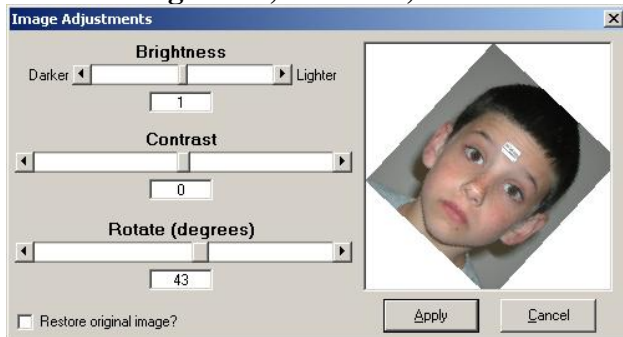 Image Adjustments
Brightness
Darker
Lighter
1
Contrast
0
Rotate (degrees)
43
Restore original image?
Apply
Cancel